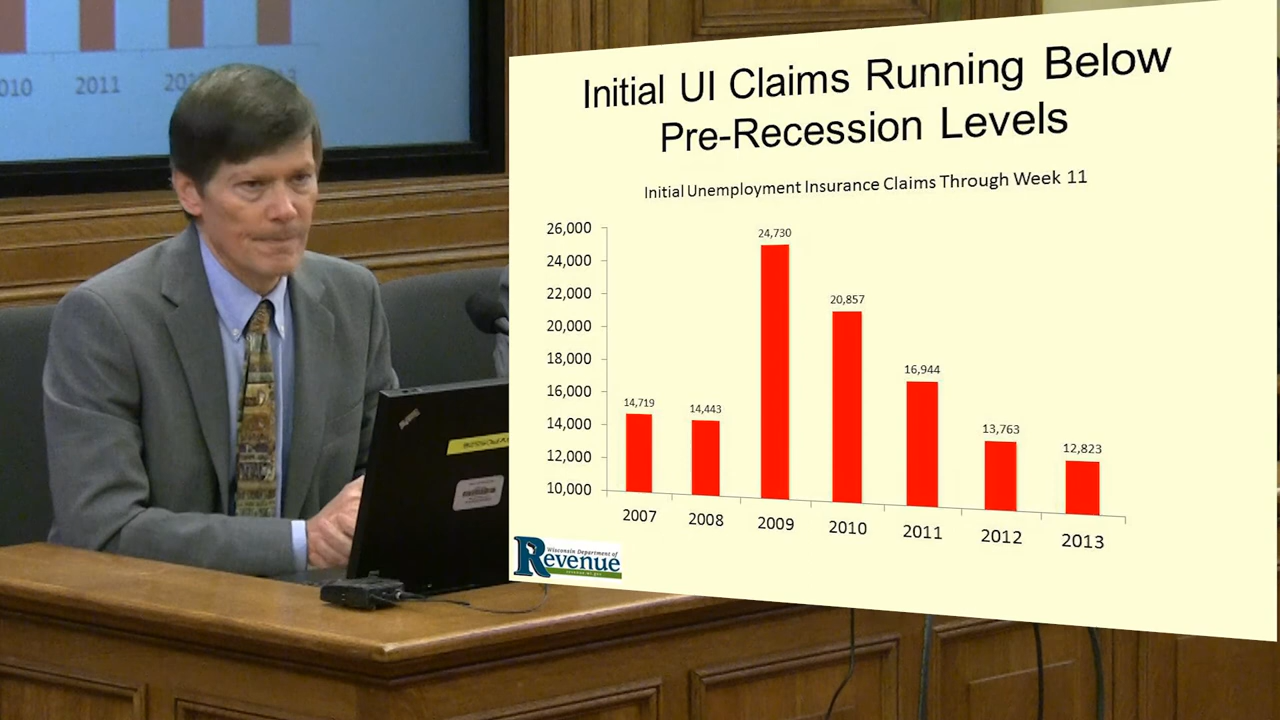 2010 2011
Initial UI Claims Running Below
Pre-Recession Levels
Initial Unemployment Insurance Claims Through Week 11
26,000
24,000
22,000
20,000
18,000
16,000
14,000
12,000
10,000
14,719
14,443
24,730
20,857
16,944
13,763
12,823
2007 2008 2009 2010 2011 2012 2013
Wisconsin Department of
Revenue